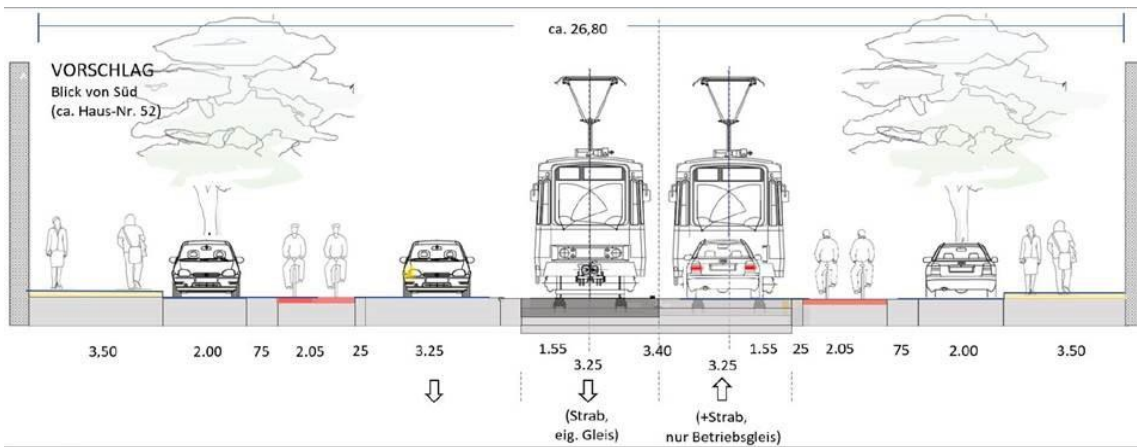 ca. 26,80
VORSCHLAG
Blick von Süd
(ca. Haus-Nr. 52)
3,50 2.00 75 2.05 25 3.25 1.55 3.40 1.55 25 2.05 75 2.00 3.50
3.25 3.25
(Strab, (+Strab,
eig. Gleis) nur Betriebsgleis)